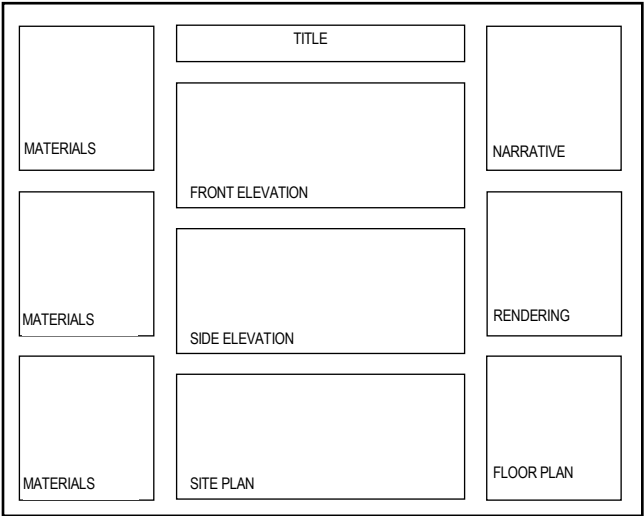 TITLE
MATERIALS
NARRATIVE
FRONT ELEVATION
MATERIALS
RENDERING
SIDE ELEVATION
MATERIALS
SITE PLAN
FLOOR PLAN